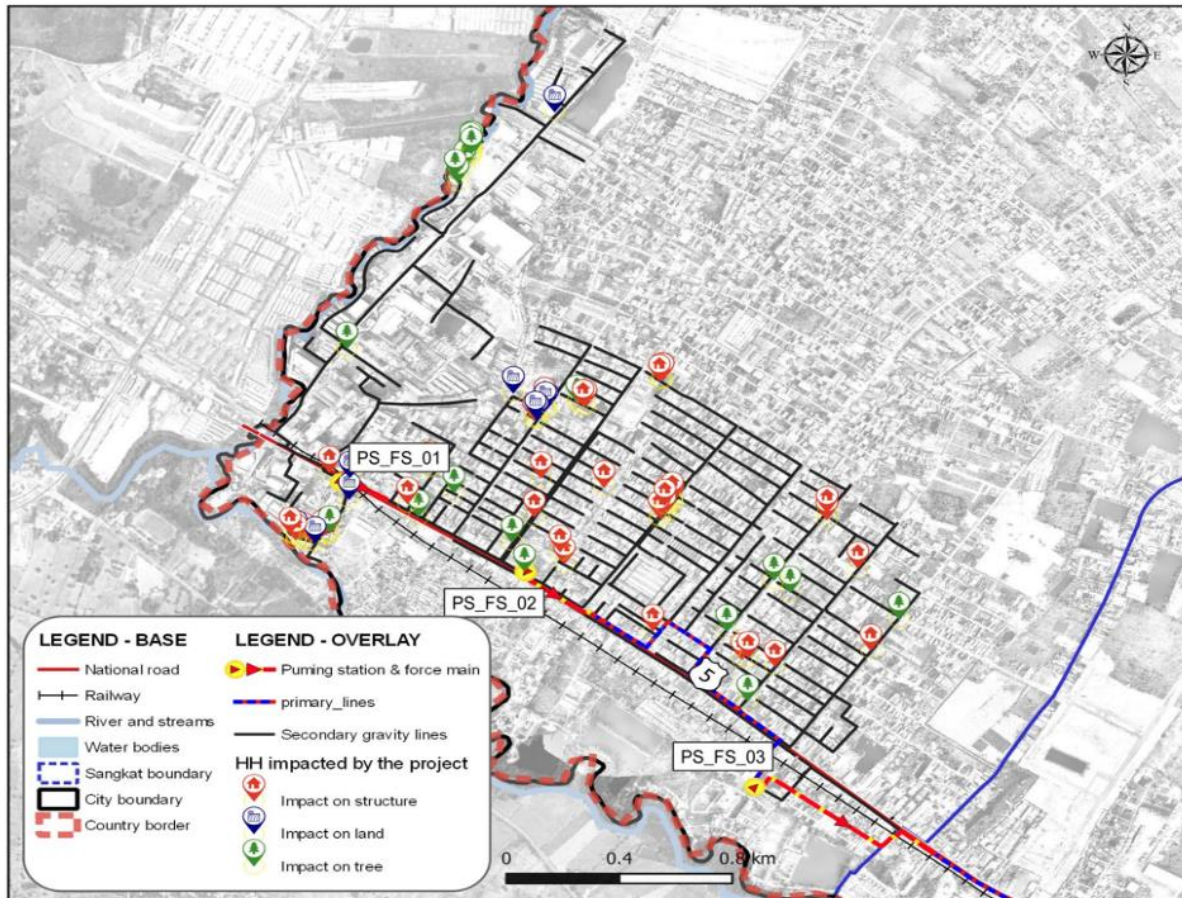 N
W E
S
PS_FS_01
PS_FS_02
5
PS_FS_03
LEGEND - BASE
National road
Railway
River and streams
Water bodies
Sangkat boundary
City boundary
Country border
LEGEND - OVERLAY
Puming station & force main
primary_lines
Secondary gravity lines
HH impacted by the project
Impact on structure
Impact on land
Impact on tree
0 0.4 0.8 km